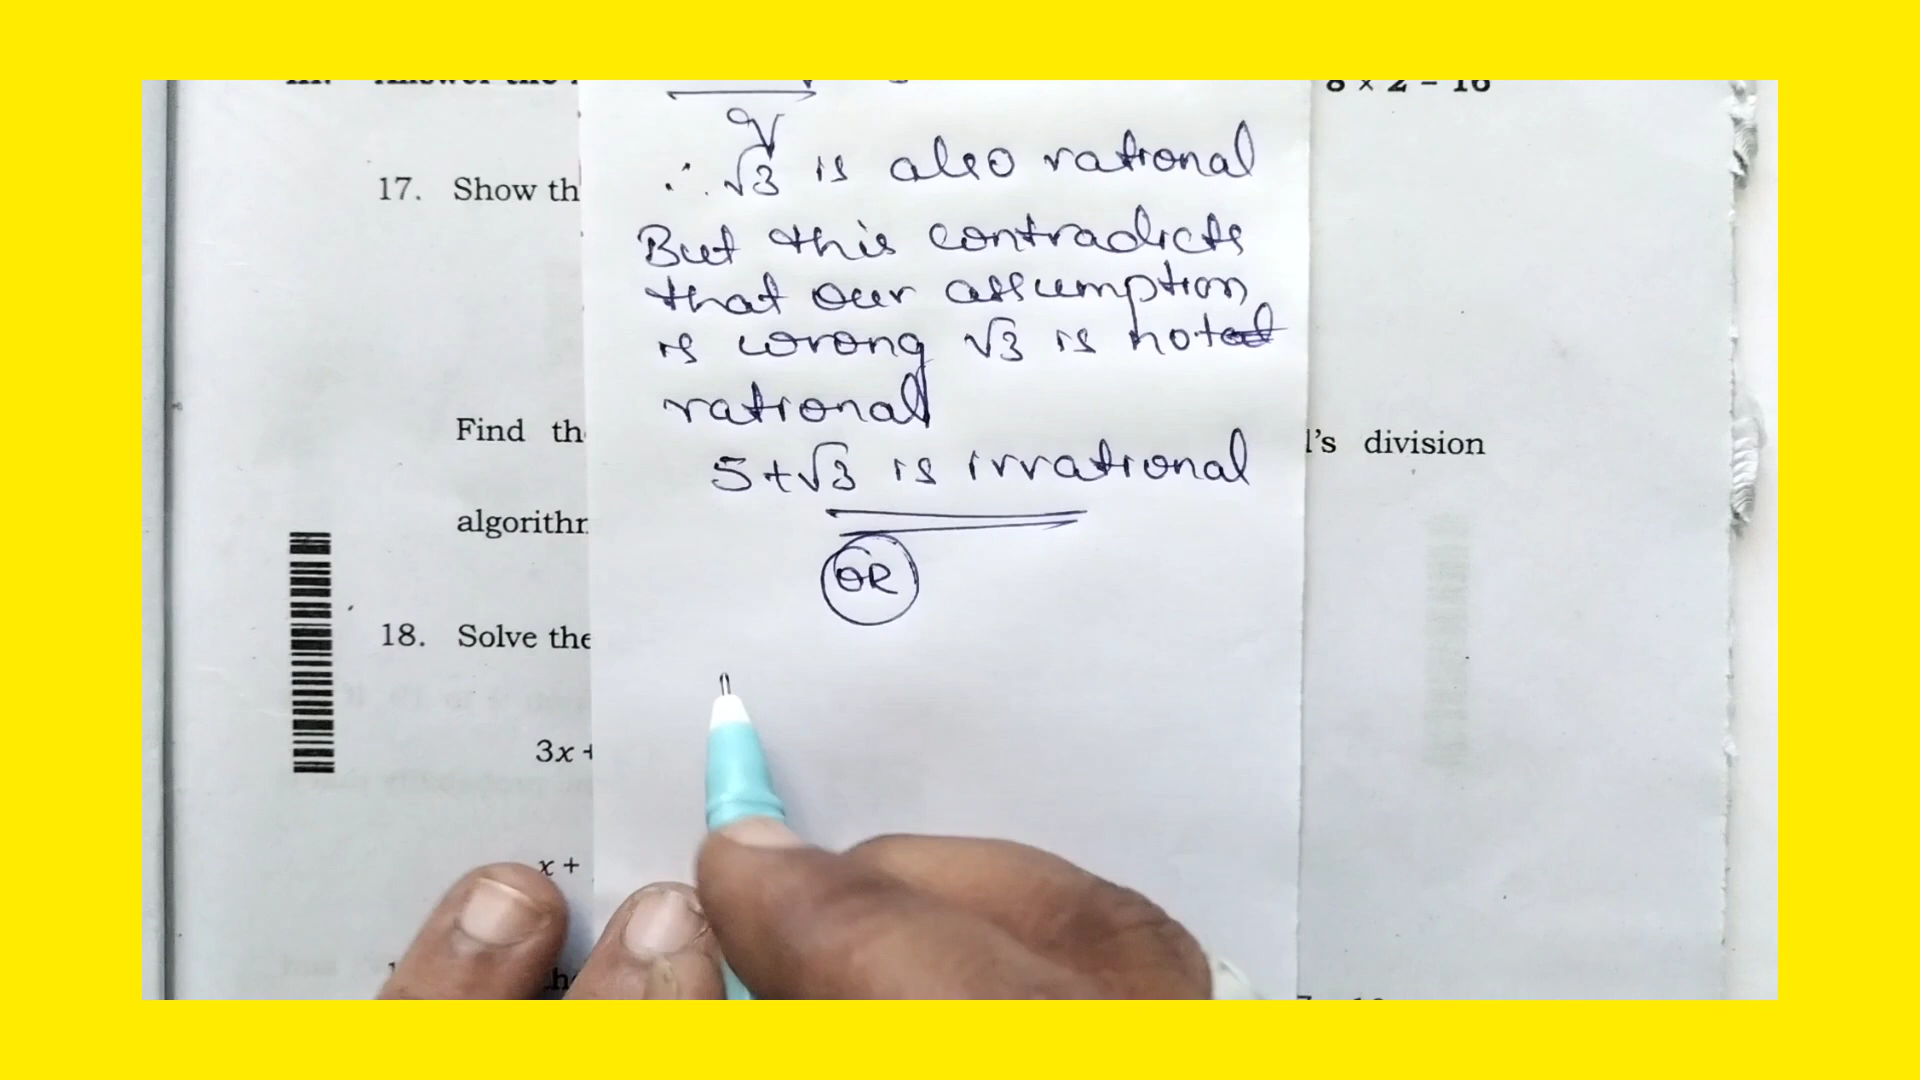 8 × 2 = 16
q
∴ √3 is also rational
17. Show th
But this contradicts
that our assumption
is wrong √3 is not
rational
Find th
l's division
5+√3 is irrational
algorithm
OR
18. Solve the
3x +
x +